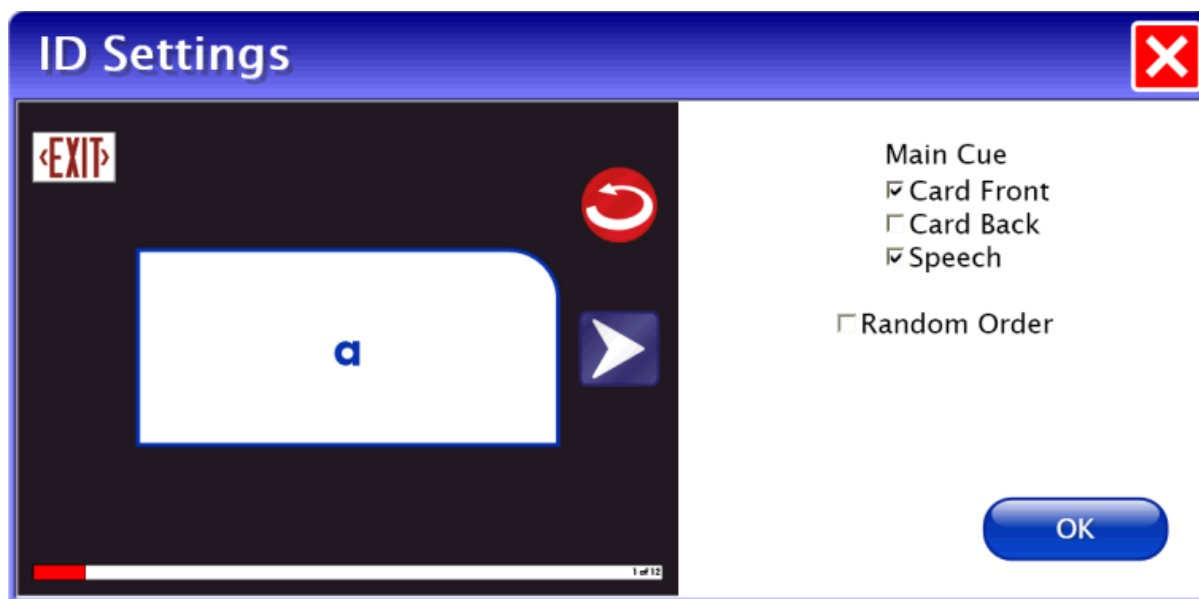 ID Settings
<EXIT>
a
1 of 12
Main Cue
Card Front
Card Back
Speech
Random Order
OK